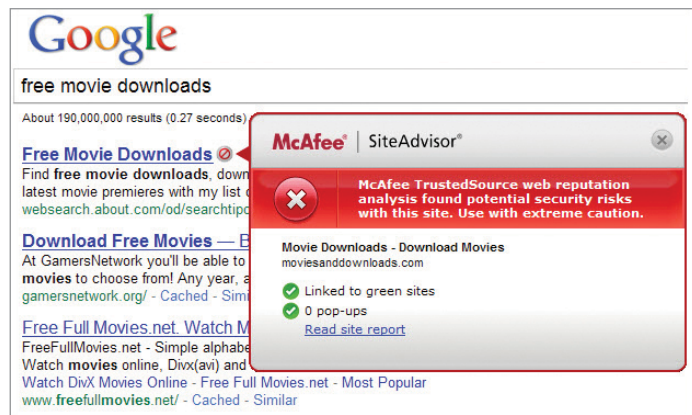 Google
free movie downloads
About 190,000,000 results (0.27 seconds)
Free Movie Downloads
Find free movie downloads, down
latest movie premieres with my list
websearch.about.com/od/searchtip
Download Free Movies —
At GamersNetwork you'll be able to
movies to choose from! Any year,
gamersnetwork.org/ - Cached - Simi
Free Full Movies.net. Watch M
FreeFullMovies.net - Simple alphabe
Watch movies online, Divx(avi) and
Watch DivX Movies Online - Free Full Movies.net - Most Popular
www.freefullmovies.net/ - Cached - Similar
McAfee® | SiteAdvisor®
McAfee TrustedSource web reputation
analysis found potential security risks
with this site. Use with extreme caution.
Movie Downloads - Download Movies
moviesanddownloads.com
Linked to green sites
0 pop-ups
Read site report